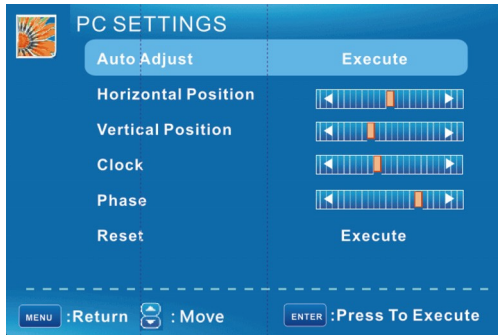 PC SETTINGS
Auto Adjust Execute
Horizontal Position
Vertical Position
Clock
Phase
Reset Execute
MENU :Return : Move ENTER :Press To Execute